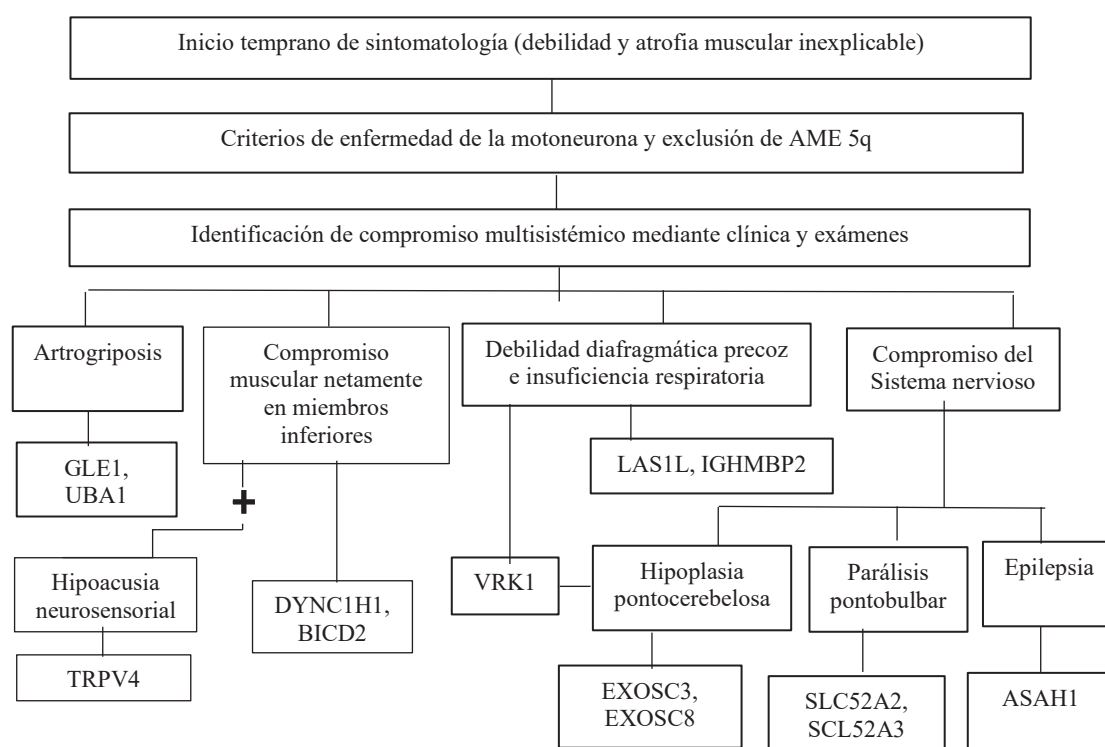 Inicio temprano de sintomatología (debilidad y atrofia muscular inexplicable)
Criterios de enfermedad de la motoneurona y exclusión de AME 5q
Identificación de compromiso multisistémico mediante clínica y exámenes
Artrogriposis
GLE1,
UBA1
Compromiso
muscular netamente
en miembros
inferiores
+
Hipoacusia
neurosensorial
TRPV4
DYNC1H1,
BICD2
Debilidad diafragmática precoz
e insuficiencia respiratoria
LAS1L, IGHMBP2
VRK1
Compromiso del
Sistema nervioso
Hipoplasia
pontocerebelosa
EXOSC3,
EXOSC8
Parálisis
pontobulbar
SLC52A2,
SCL52A3
Epilepsia
ASAH1